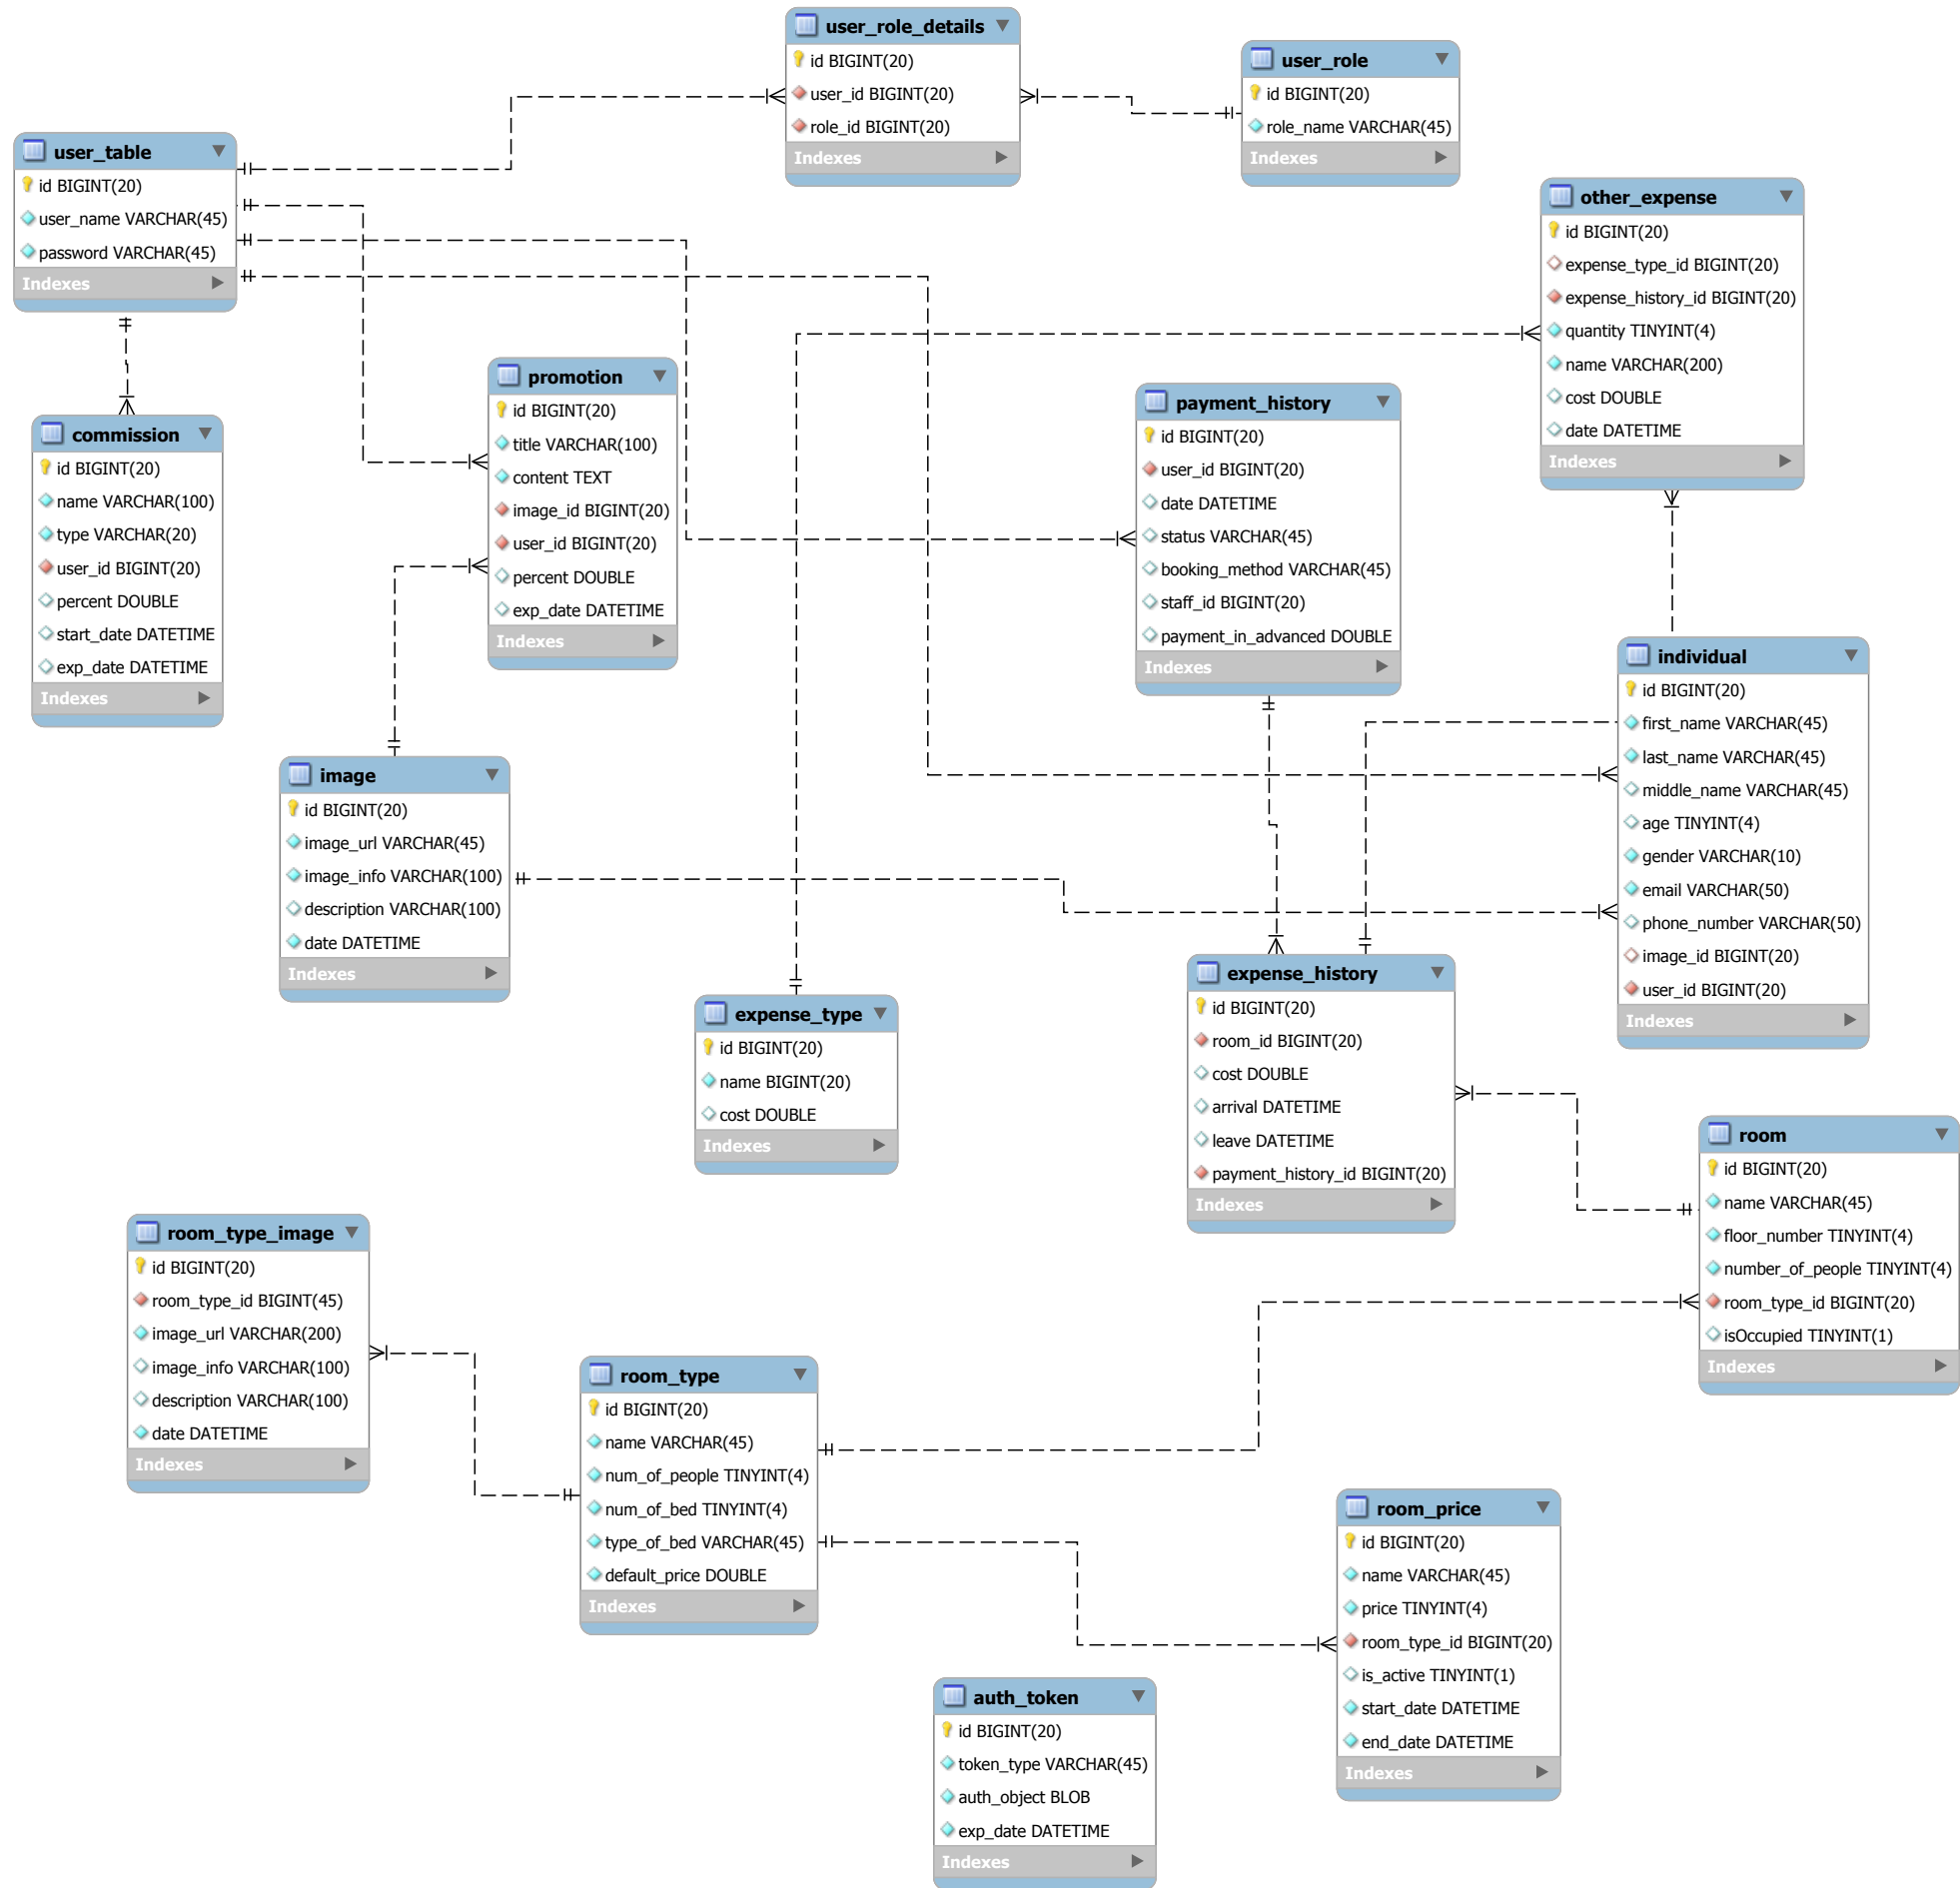 user_role_details
id BIGINT(20)
user_id BIGINT(20)
role_id BIGINT(20)
Indexes
user_role
id BIGINT(20)
role_name VARCHAR(45)
Indexes
user_table
id BIGINT(20)
user_name VARCHAR(45)
password VARCHAR(45)
Indexes
other_expense
id BIGINT(20)
expense_type_id BIGINT(20)
expense_history_id BIGINT(20)
quantity TINYINT(4)
name VARCHAR(200)
cost DOUBLE
date DATETIME
Indexes
promotion
id BIGINT(20)
title VARCHAR(100)
content TEXT
image_id BIGINT(20)
user_id BIGINT(20)
percent DOUBLE
exp_date DATETIME
Indexes
payment_history
id BIGINT(20)
user_id BIGINT(20)
date DATETIME
status VARCHAR(45)
booking_method VARCHAR(45)
staff_id BIGINT(20)
payment_in_advanced DOUBLE
Indexes
commission
id BIGINT(20)
name VARCHAR(100)
type VARCHAR(20)
user_id BIGINT(20)
percent DOUBLE
start_date DATETIME
exp_date DATETIME
Indexes
individual
id BIGINT(20)
first_name VARCHAR(45)
last_name VARCHAR(45)
middle_name VARCHAR(45)
age TINYINT(4)
gender VARCHAR(10)
email VARCHAR(50)
phone_number VARCHAR(50)
image_id BIGINT(20)
user_id BIGINT(20)
Indexes
image
id BIGINT(20)
image_url VARCHAR(45)
image_info VARCHAR(100)
description VARCHAR(100)
date DATETIME
Indexes
expense_type
id BIGINT(20)
name BIGINT(20)
cost DOUBLE
Indexes
expense_history
id BIGINT(20)
room_id BIGINT(20)
cost DOUBLE
arrival DATETIME
leave DATETIME
payment_history_id BIGINT(20)
Indexes
room
id BIGINT(20)
name VARCHAR(45)
floor_number TINYINT(4)
number_of_people TINYINT(4)
room_type_id BIGINT(20)
isOccupied TINYINT(1)
Indexes
room_type_image
id BIGINT(20)
room_type_id BIGINT(45)
image_url VARCHAR(200)
image_info VARCHAR(100)
description VARCHAR(100)
date DATETIME
Indexes
room_type
id BIGINT(20)
name VARCHAR(45)
num_of_people TINYINT(4)
num_of_bed TINYINT(4)
type_of_bed VARCHAR(45)
default_price DOUBLE
Indexes
room_price
id BIGINT(20)
name VARCHAR(45)
price TINYINT(4)
room_type_id BIGINT(20)
is_active TINYINT(1)
start_date DATETIME
end_date DATETIME
Indexes
auth_token
id BIGINT(20)
token_type VARCHAR(45)
auth_object BLOB
exp_date DATETIME
Indexes